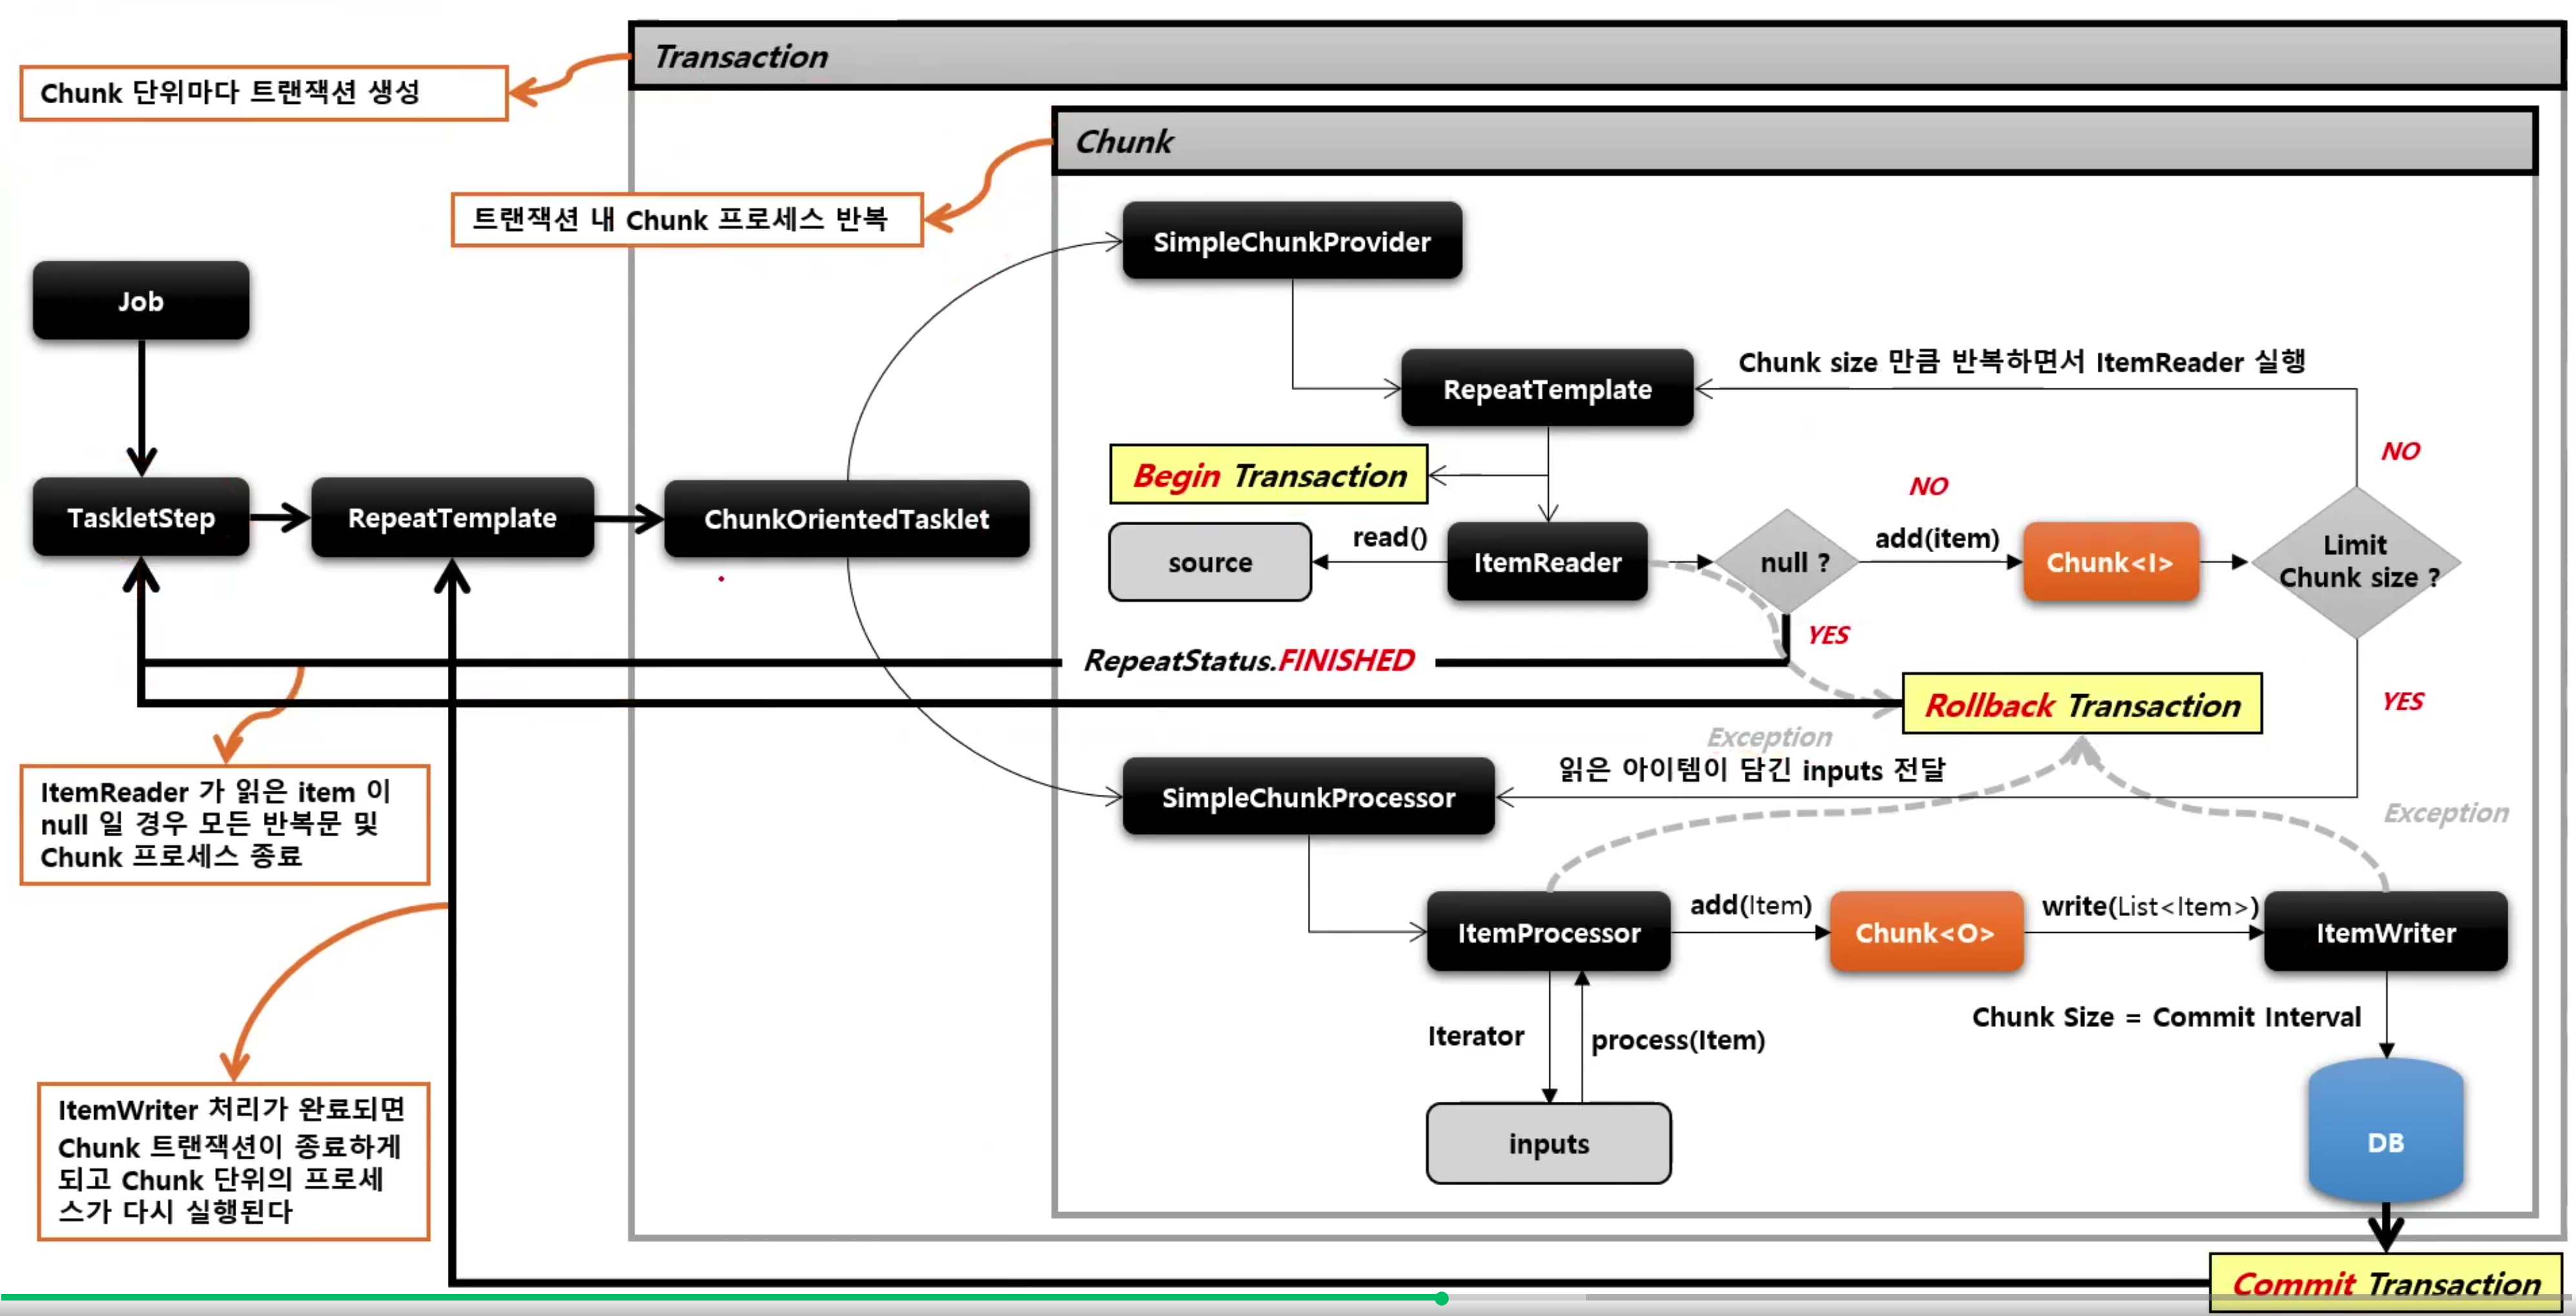 Transaction
Chunk 단위마다 트랜잭션 생성
Chunk
트랜잭션 내 Chunk 프로세스 반복
SimpleChunkProvider
Job
RepeatTemplate
Chunk size 만큼 반복하면서 ItemReader 실행
NO
Begin Transaction
NO
TaskletStep
RepeatTemplate
ChunkOrientedTasklet
source
read()
ItemReader
null ?
add(item)
Chunk<I>
Limit
Chunk size ?
YES
RepeatStatus.FINISHED
Rollback Transaction
YES
Exception
읽은 아이템이 담긴 inputs 전달
SimpleChunkProcessor
Exception
ItemReader 가 읽은 item 이
null 일 경우 모든 반복문 및
Chunk 프로세스 종료
ItemProcessor
add(Item)
Chunk<O>
write(List<Item>)
ItemWriter
Iterator
process(Item)
Chunk Size = Commit Interval
inputs
DB
ItemWriter 처리가 완료되면
Chunk 트랜잭션이 종료하게
되고 Chunk 단위의 프로세
스가 다시 실행된다
Commit Transaction